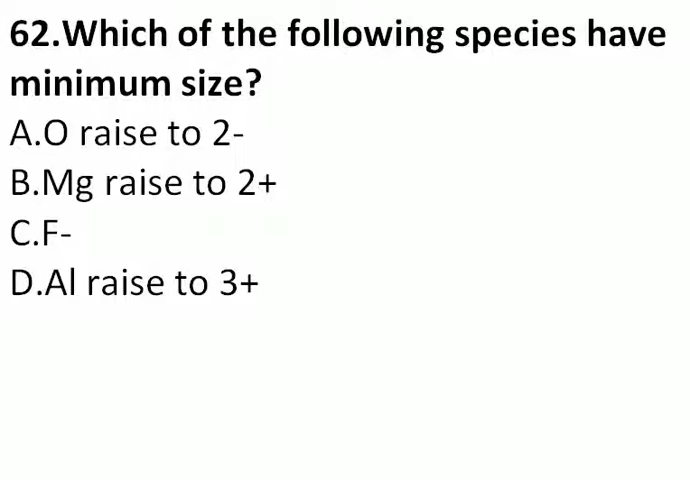 62.Which of the following species have
minimum size?
A.O raise to 2-
B.Mg raise to 2+
C.F-
D.Al raise to 3+